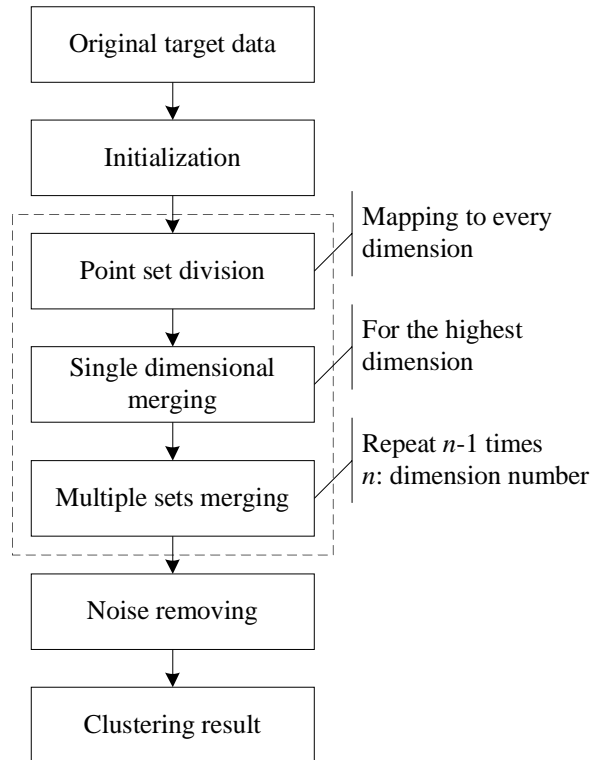 Original target data
Initialization
Mapping to every
dimension
Point set division
For the highest
dimension
Single dimensional
merging
Repeat n-1 times
n: dimension number
Multiple sets merging
Noise removing
Clustering result